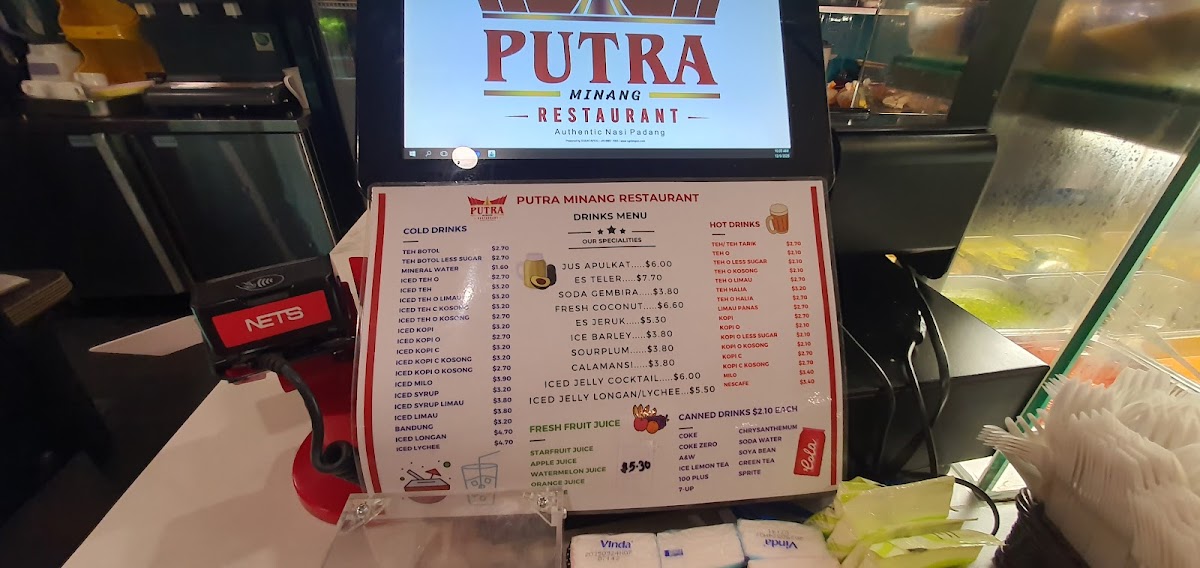 PUTRA
MINANG
RESTAURANT
Authentic Nasi Padang
NETS
PUTRA
PUTRA MINANG RESTAURANT
DRINKS MENU
OUR SPECIALITIES
COLD DRINKS
TEH BOTOL $2.70
TEH BOTOL LESS SUGAR $2.70
MINERAL WATER $1.60
ICED TEH O $2.70
ICED TEH $3.20
ICED TEH O LIMAU $3.20
ICED TEH C KOSONG $3.20
ICED TEH O KOSONG $2.70
ICED KOPI $3.20
ICED KOPI O $2.70
ICED KOPI C $3.20
ICED KOPI C KOSONG $3.20
ICED KOPI O KOSONG $2.70
ICED MILO $3.90
ICED SYRUP $3.20
ICED SYRUP LIMAU $3.80
ICED LIMAU $3.80
BANDUNG $3.20
ICED LONGAN $4.70
ICED LYCHEE $4.70
JUS APULKAT.....$6.00
ES TELER.....$7.70
SODA GEMBIRA.....$3.80
FRESH COCONUT.....$6.60
ES JERUK.....$5.30
ICE BARLEY.....$3.80
SOURPLUM......$3.80
CALAMANSI.....$3.80
ICED JELLY COCKTAIL.....$6.00
ICED JELLY LONGAN/LYCHEE...$5.50
HOT DRINKS
TEH/ TEH TARIK $2.70
TEH O $2.10
TEH O LESS SUGAR $2.10
TEH O KOSONG $2.10
TEH O LIMAU $2.70
TEH HALIA $2.70
TEH O HALIA $2.70
LIMAU PANAS $2.70
KOPI $2.70
KOPI O $2.10
KOPI O LESS SUGAR $2.10
KOPI O KOSONG $2.10
KOPI C $2.70
KOPI C KOSONG $2.70
MILO $3.40
NESCAFE $3.40
FRESH FRUIT JUICE
STARFRUIT JUICE
APPLE JUICE
WATERMELON JUICE
ORANGE JUICE
$5.30
CANNED DRINKS $2.10 EACH
COKE
COKE ZERO
A&W
ICE LEMON TEA
100 PLUS
7-UP
CHRYSANTHEMUM
SODA WATER
SOYA BEAN
GREEN TEA
SPRITE
Cola
Vinda
Vinda